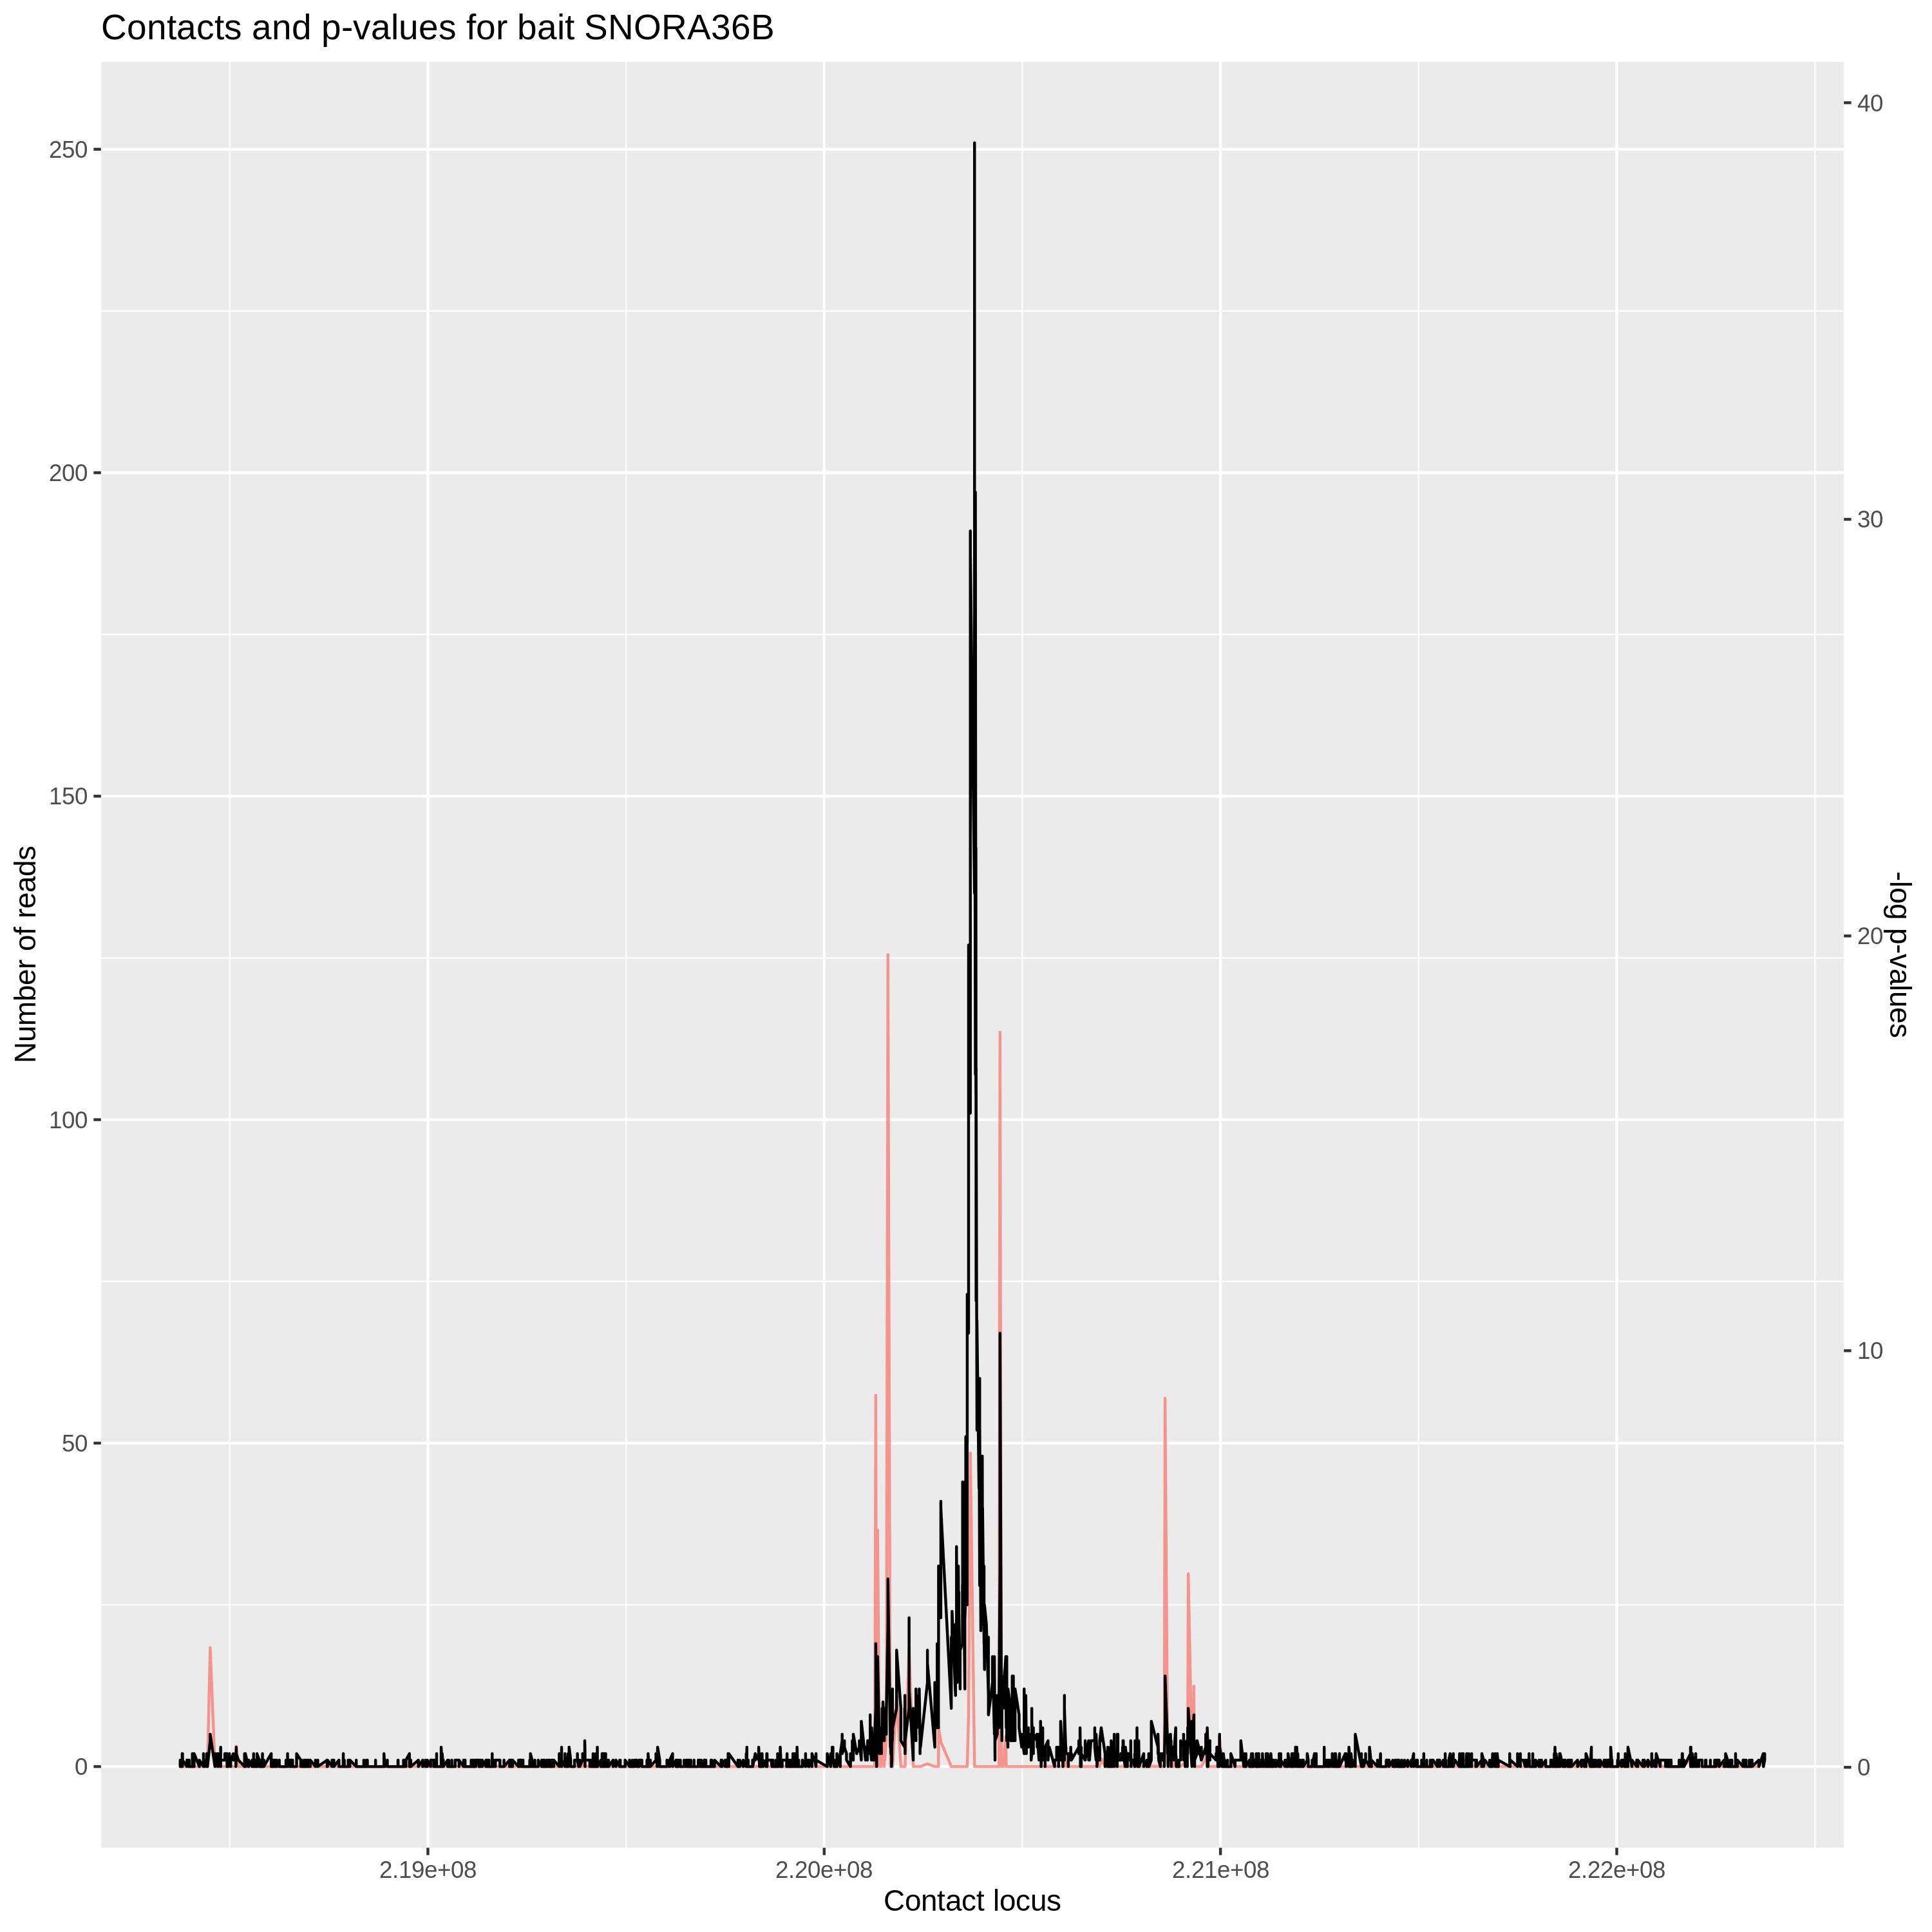 Contacts and p-values for bait SNORA36B
250
200
150
100
50
0
Number of reads
40
30
20
10
0
-log p-values
2.19e+08
2.20e+08
2.21e+08
2.22e+08
Contact locus